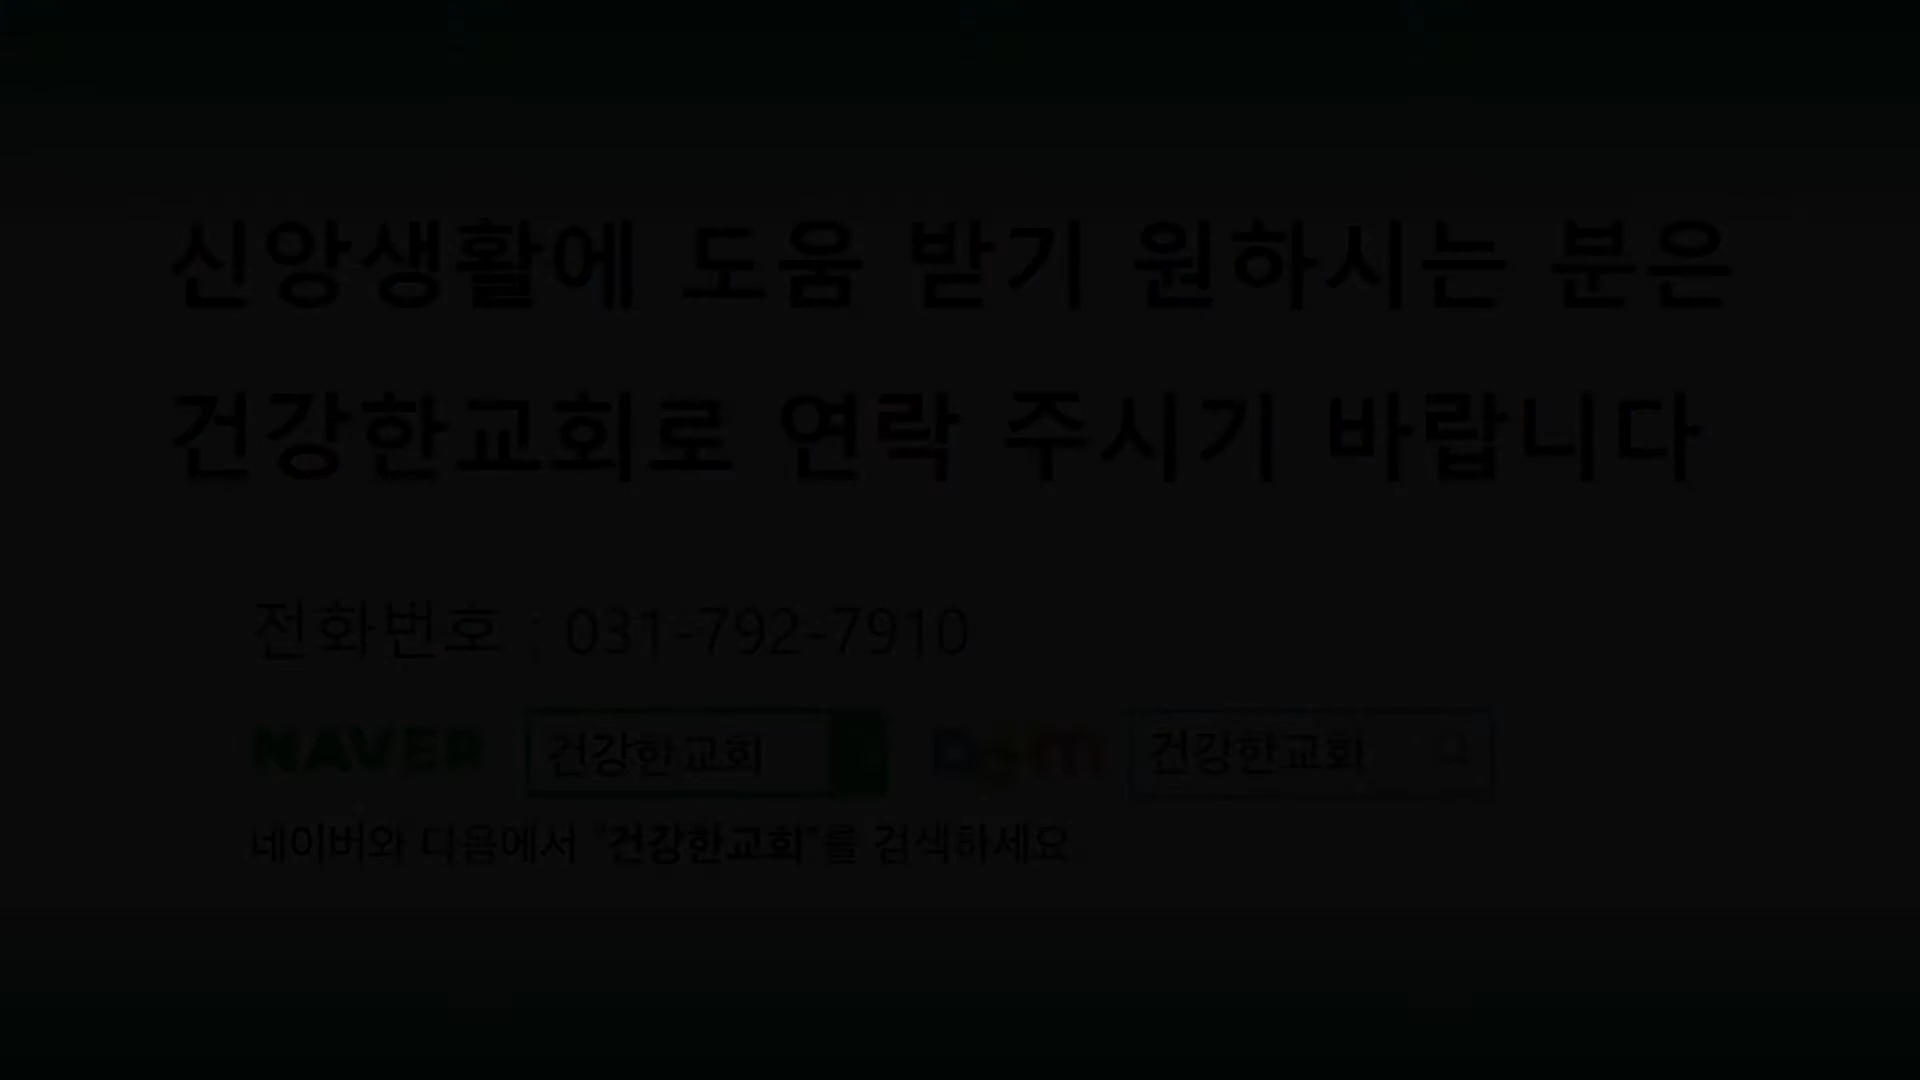 신앙생활에 도움 받기 원하시는 분은
건강한교회로 연락 주시기 바랍니다
전화번호 : 031-792-7910
NAVER 건강한교회 Daum 건강한교회
네이버와 다음에서 "건강한교회"를 검색하세요